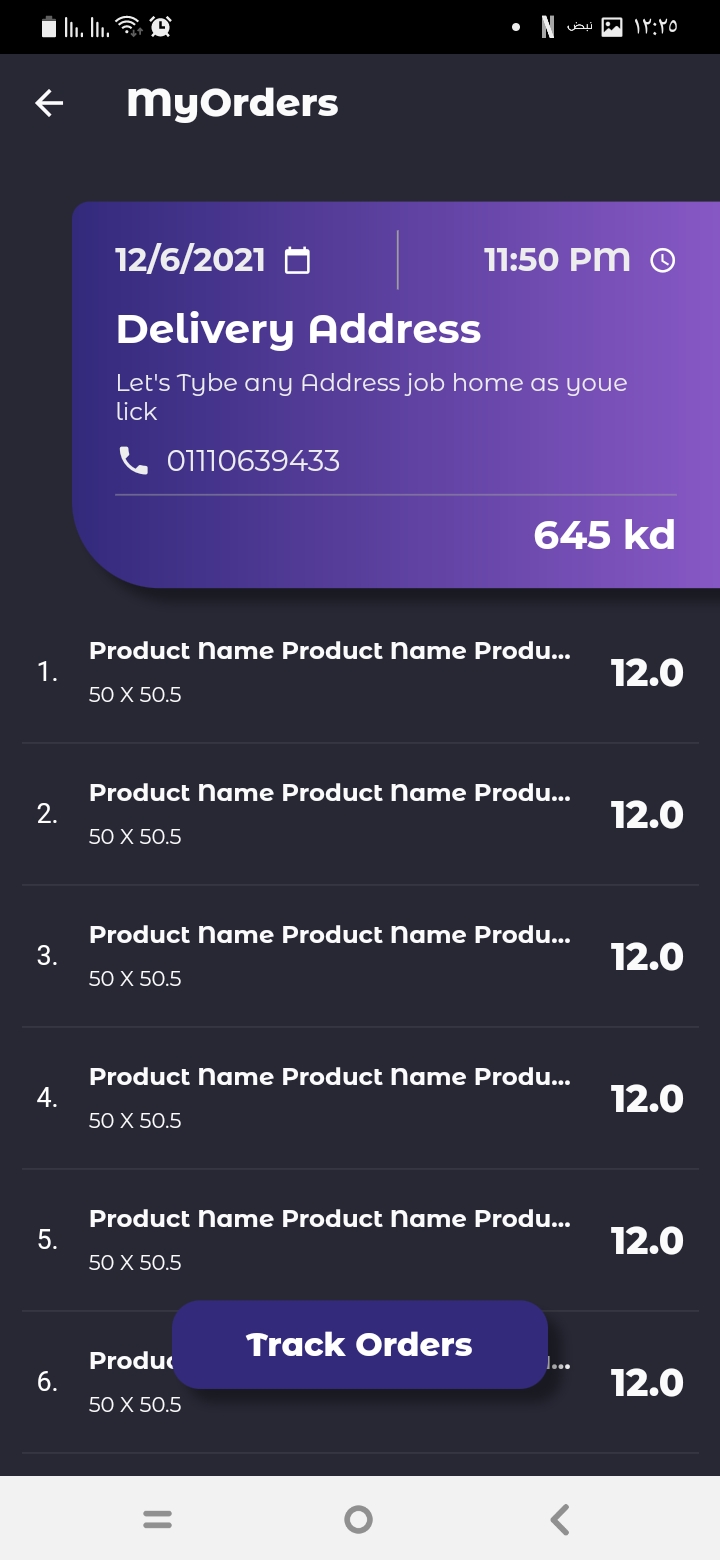 نبض ١٢:٢٥
MyOrders
12/6/2021 11:50 PM
Delivery Address
Let's Tybe any Address job home as youe
lick
01110639433
645 kd
1. Product Name Product Name Produ... 12.0
50 X 50.5
2. Product Name Product Name Produ... 12.0
50 X 50.5
3. Product Name Product Name Produ... 12.0
50 X 50.5
4. Product Name Product Name Produ... 12.0
50 X 50.5
5. Product Name Product Name Produ... 12.0
50 X 50.5
Track Orders
6. Produc ... 12.0
50 X 50.5